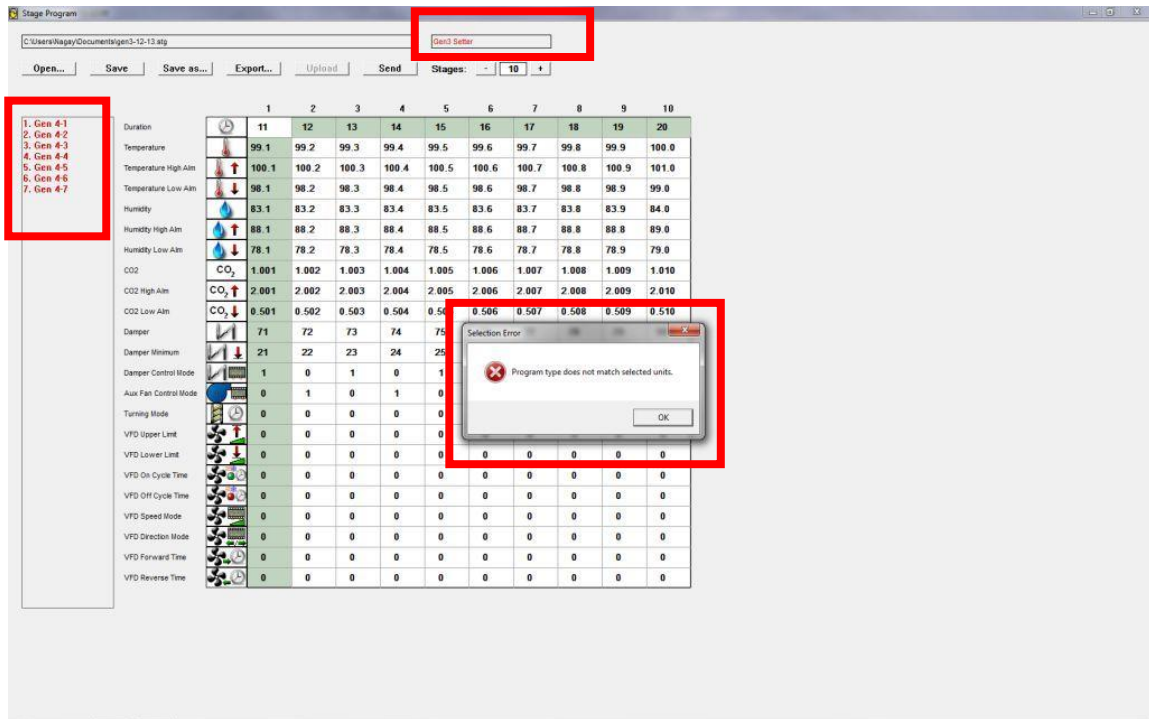 Stage Program
C:\Users\Nagay\Documents\gen3-12-13.stg Gen3 Setter
Open... Save Save as... Export... Upload Send Stages: - 10 +
1 2 3 4 5 6 7 8 9 10
1. Gen 4-1
2. Gen 4-2
3. Gen 4-3
4. Gen 4-4
5. Gen 4-5
6. Gen 4-6
7. Gen 4-7
Duration 11 12 13 14 15 16 17 18 19 20
Temperature 99.1 99.2 99.3 99.4 99.5 99.6 99.7 99.8 99.9 100.0
Temperature High Alm 100.1 100.2 100.3 100.4 100.5 100.6 100.7 100.8 100.9 101.0
Temperature Low Alm 98.1 98.2 98.3 98.4 98.5 98.6 98.7 98.8 98.9 99.0
Humidity 83.1 83.2 83.3 83.4 83.5 83.6 83.7 83.8 83.9 84.0
Humidity High Alm 88.1 88.2 88.3 88.4 88.5 88.6 88.7 88.8 88.8 89.0
Humidity Low Alm 78.1 78.2 78.3 78.4 78.5 78.6 78.7 78.8 78.9 79.0
CO2 CO2 1.001 1.002 1.003 1.004 1.005 1.006 1.007 1.008 1.009 1.010
CO2 High Alm CO2 2.001 2.002 2.003 2.004 2.005 2.006 2.007 2.008 2.009 2.010
CO2 Low Alm CO2 0.501 0.502 0.503 0.504 0.50 0.506 0.507 0.508 0.509 0.510
Damper 71 72 73 74 75
Damper Minimum 21 22 23 24 25
Damper Control Mode 1 0 1 0 1
Aux Fan Control Mode 0 1 0 1 0
Turning Mode 0 0 0 0 0
VFD Upper Limit 0 0 0 0 0
VFD Lower Limit 0 0 0 0 0 0 0 0 0 0
VFD On Cycle Time 0 0 0 0 0 0 0 0 0 0
VFD Off Cycle Time 0 0 0 0 0 0 0 0 0 0
VFD Speed Mode 0 0 0 0 0 0 0 0 0 0
VFD Direction Mode 0 0 0 0 0 0 0 0 0 0
VFD Forward Time 0 0 0 0 0 0 0 0 0 0
VFD Reverse Time 0 0 0 0 0 0 0 0 0 0
Selection Error
Program type does not match selected units.
OK